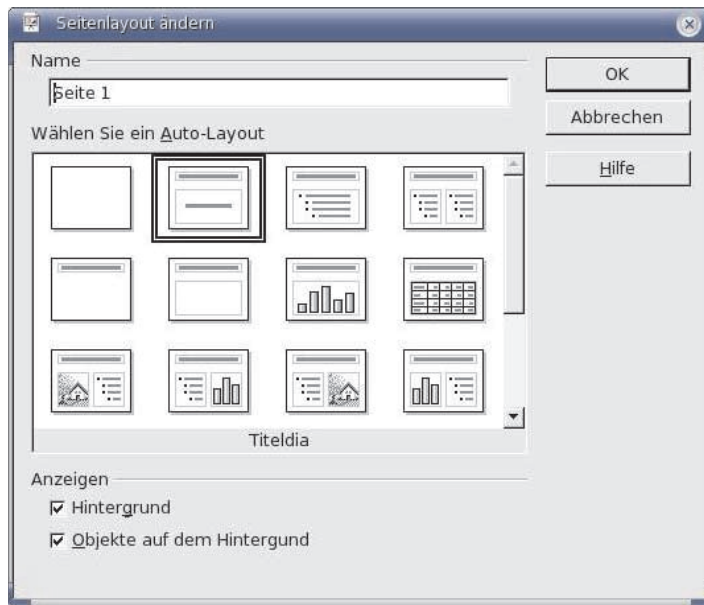 Seitenlayout ändern
Name
Seite 1
Wählen Sie ein Auto-Layout
Titeldia
Anzeigen
Hintergrund
Objekte auf dem Hintergund
OK
Abbrechen
Hilfe